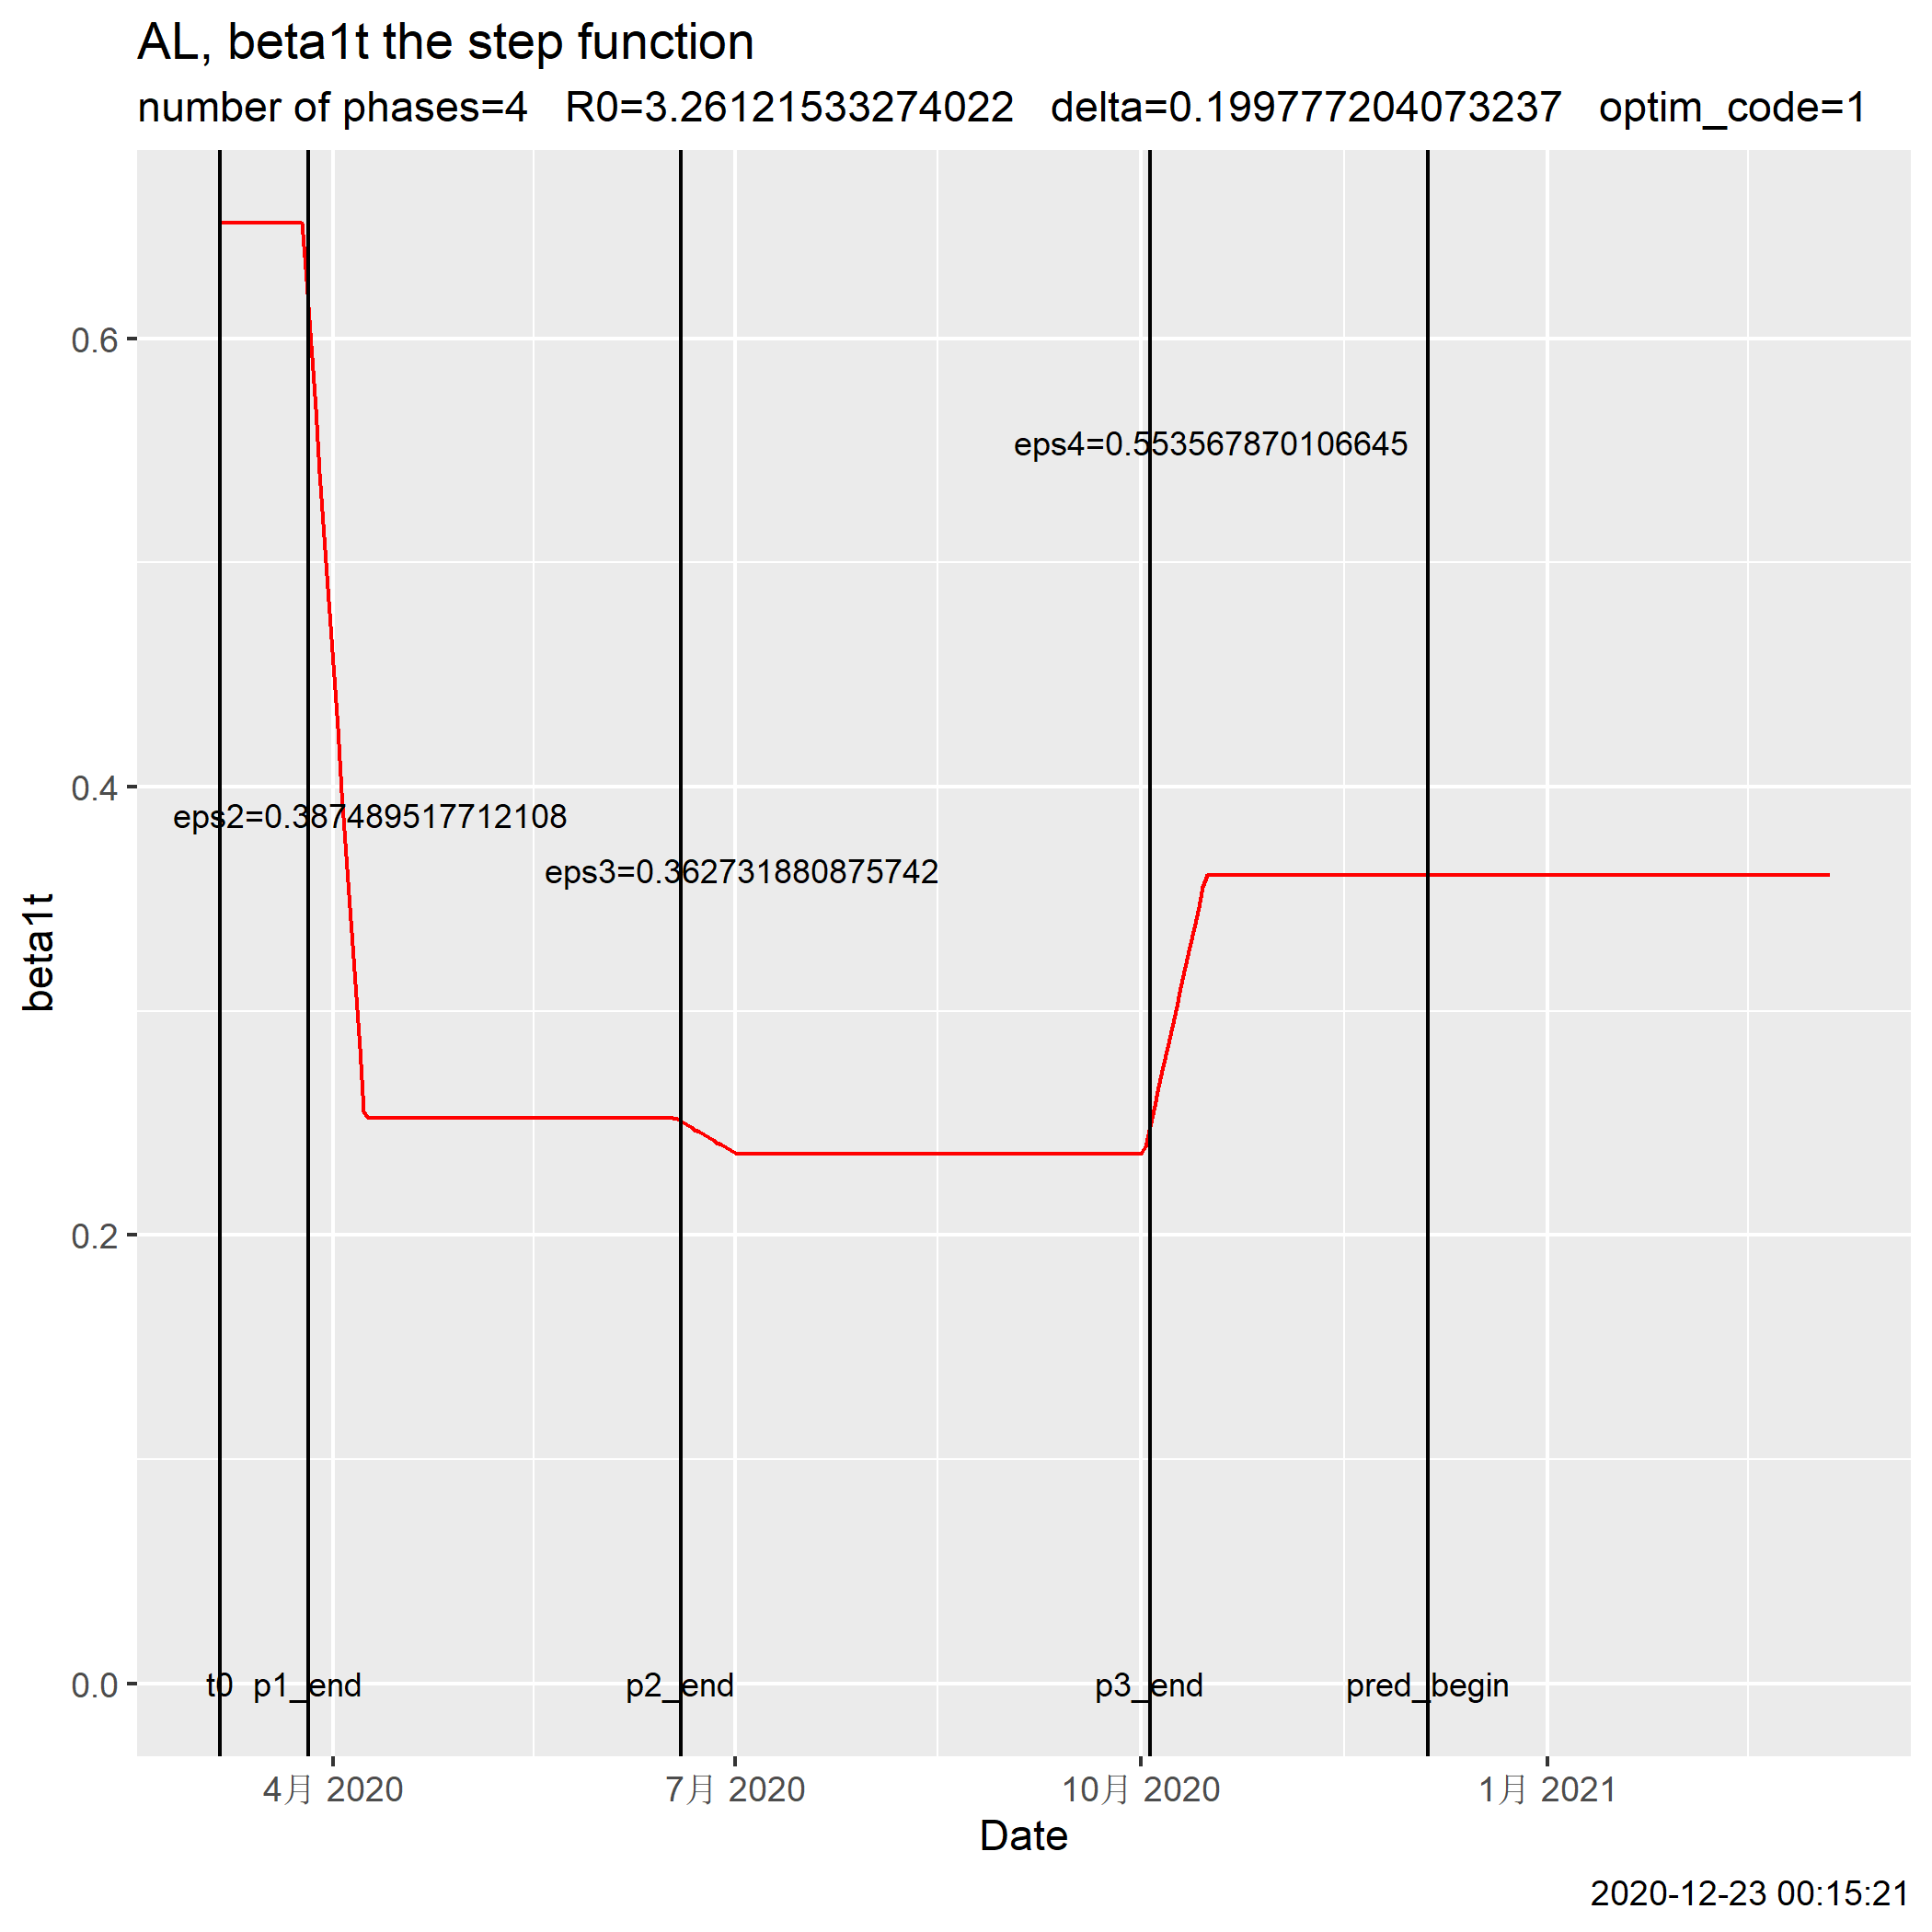 AL, beta1t the step function
number of phases=4   R0=3.26121533274022   delta=0.199777204073237   optim_code=1
0.6
eps4=0.553567870106645
0.4
eps2=0.387489517712108
eps3=0.362731880875742
beta1t
0.2
0.0
t0 p1_end p2_end p3_end pred_begin
4月 2020 7月 2020 10月 2020 1月 2021
Date
2020-12-23 00:15:21